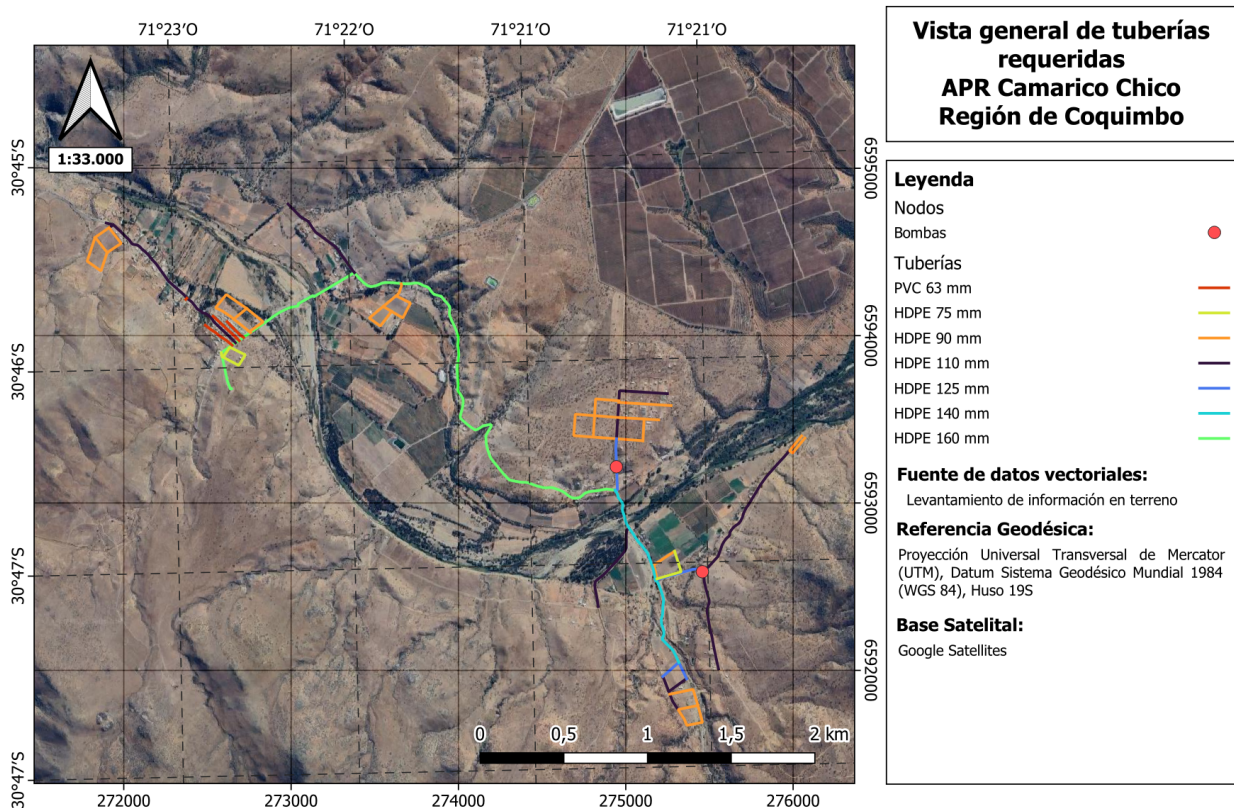 Vista general de tuberías
requeridas
APR Camarico Chico
Región de Coquimbo
71°23’O
71°22’O
71°21’O
71°21’O
1:33.000
30°45’S
30°46’S
30°47’S
30°47’S
6595000
6594000
6593000
6592000
0
0,5
1
1,5
2 km
272000
273000
274000
275000
276000
Leyenda
Nodos
Bombas
Tuberías
PVC 63 mm
HDPE 75 mm
HDPE 90 mm
HDPE 110 mm
HDPE 125 mm
HDPE 140 mm
HDPE 160 mm
Fuente de datos vectoriales:
Levantamiento de información en terreno
Referencia Geodésica:
Proyección Universal Transversal de Mercator
(UTM), Datum Sistema Geodésico Mundial 1984
(WGS 84), Huso 19S
Base Satelital:
Google Satellites